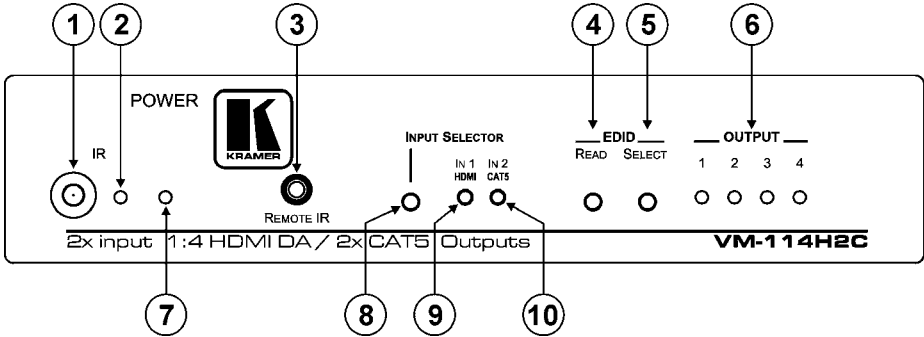 1 2 3 4 5 6
POWER
K
KRAMER
IR
REMOTE IR
INPUT SELECTOR
IN 1 IN 2
HDMI CAT5
EDID
READ SELECT
OUTPUT
1 2 3 4
2x input 1:4 HDMI DA / 2x CAT5 Outputs VM-114H2C
7 8 9 10